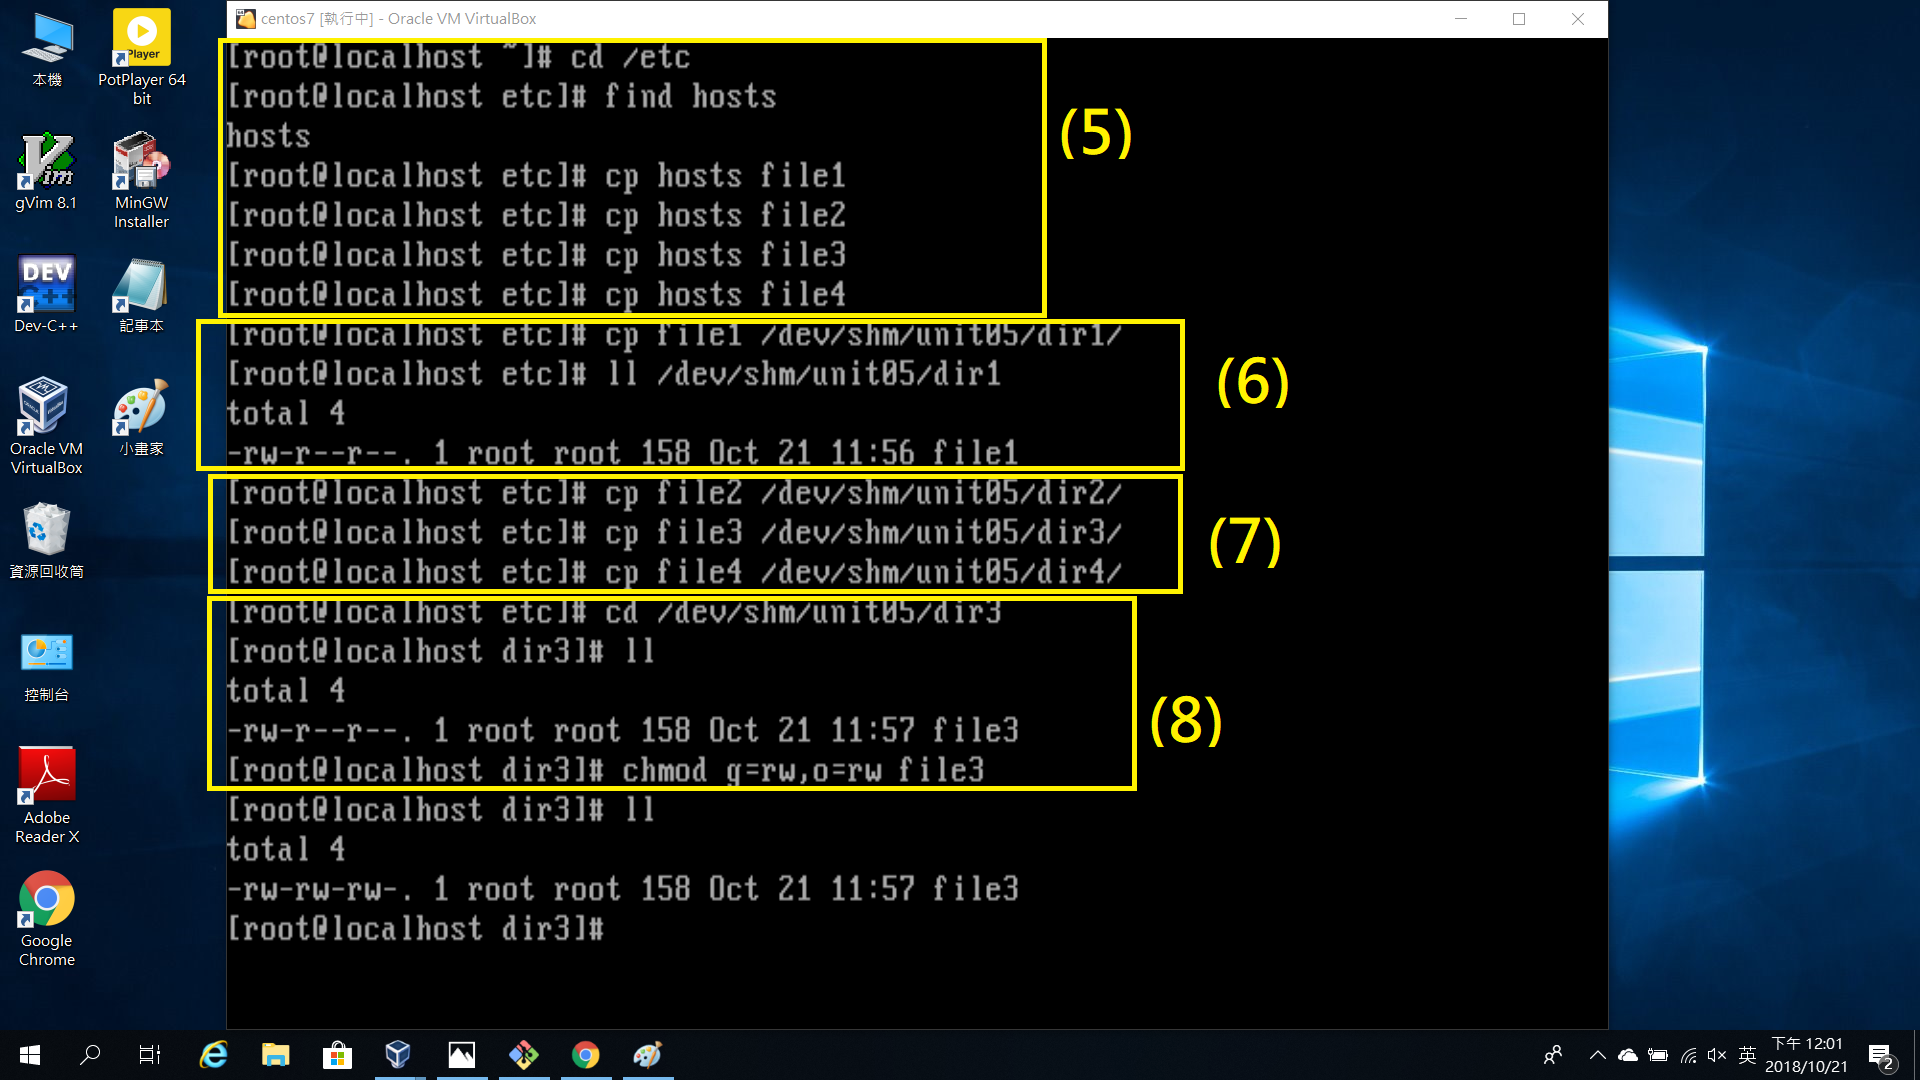 centos7 [執行中] - Oracle VM VirtualBox
[root@localhost ~]# cd /etc
[root@localhost etc]# find hosts
hosts
[root@localhost etc]# cp hosts file1
[root@localhost etc]# cp hosts file2
[root@localhost etc]# cp hosts file3
[root@localhost etc]# cp hosts file4
(5)
[root@localhost etc]# cp file1 /dev/shm/unit05/dir1/
[root@localhost etc]# ll /dev/shm/unit05/dir1
total 4
-rw-r--r--. 1 root root 158 Oct 21 11:56 file1
(6)
[root@localhost etc]# cp file2 /dev/shm/unit05/dir2/
[root@localhost etc]# cp file3 /dev/shm/unit05/dir3/
[root@localhost etc]# cp file4 /dev/shm/unit05/dir4/
(7)
[root@localhost etc]# cd /dev/shm/unit05/dir3
[root@localhost dir3]# ll
total 4
-rw-r--r--. 1 root root 158 Oct 21 11:57 file3
[root@localhost dir3]# chmod g=rw,o=rw file3
(8)
[root@localhost dir3]# ll
total 4
-rw-rw-rw-. 1 root root 158 Oct 21 11:57 file3
[root@localhost dir3]#
本機
PotPlayer 64
bit
Player
gVim 8.1
MinGW
Installer
DEV
C++
Dev-C++
記事本
Oracle VM
VirtualBox
小畫家
資源回收筒
控制台
Adobe
Reader X
Google
Chrome
英
下午 12:01
2018/10/21
2